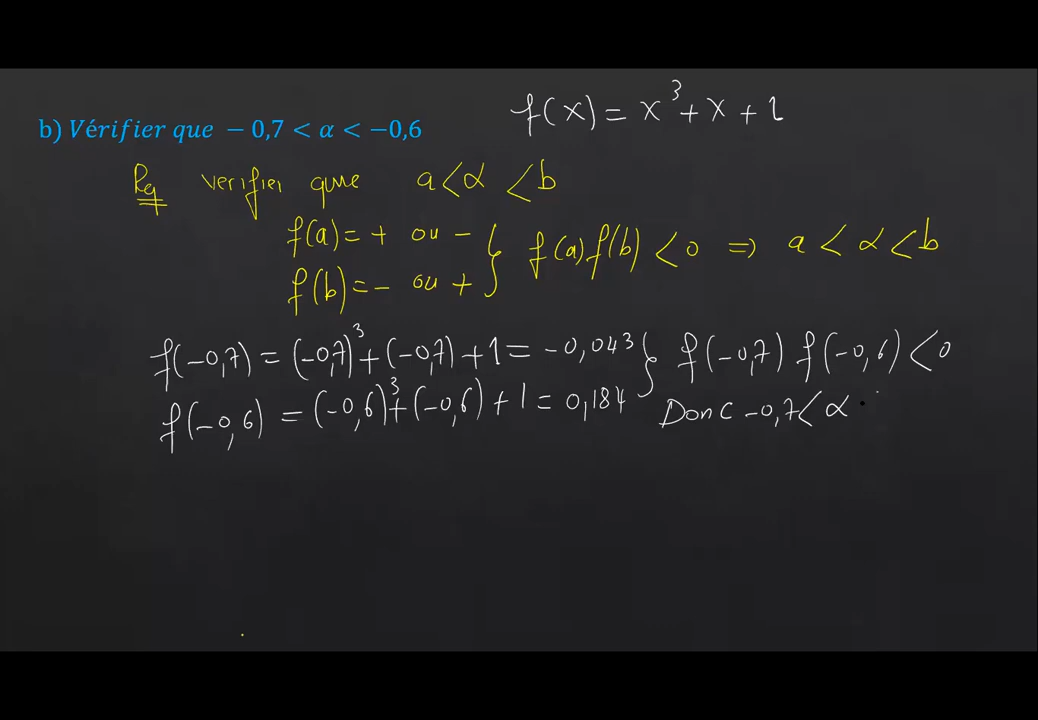 f(x) = x³ + x + 1
b) Vérifier que − 0,7 < α < −0,6
Rq verifier que a < α < b
f(a) = + ou −
f(b) = − ou + } f(a) f(b) < 0 ⇒ a < α < b
f(−0,7) = (−0,7)³ + (−0,7) + 1 = −0,043 } f(−0,7) f(−0,6) < 0
f(−0,6) = (−0,6)³ + (−0,6) + 1 = 0,184 Donc −0,7 < α